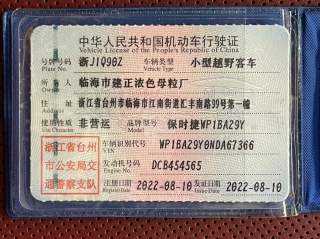 中华人民共和国机动车行驶证
Vehicle License of the People's Republic of China
号牌号码 浙J1Q90Z 车辆类型 小型越野客车
Plate No. Vehicle Type
所有人 临海市建正浓色母粒厂
Owner
住址 浙江省台州市临海市江南街道汇丰南路99号第一幢
Address
使用性质 非营运 品牌型号 保时捷WP1BA29Y
Use Character Model
浙江省台州市公安局交通警察支队
车辆识别代号 WP1BA29Y0NDA67366
VIN
发动机号码 DCB454565
Engine No.
注册日期 2022-08-10 发证日期 2022-08-10
Register Date Issue Date